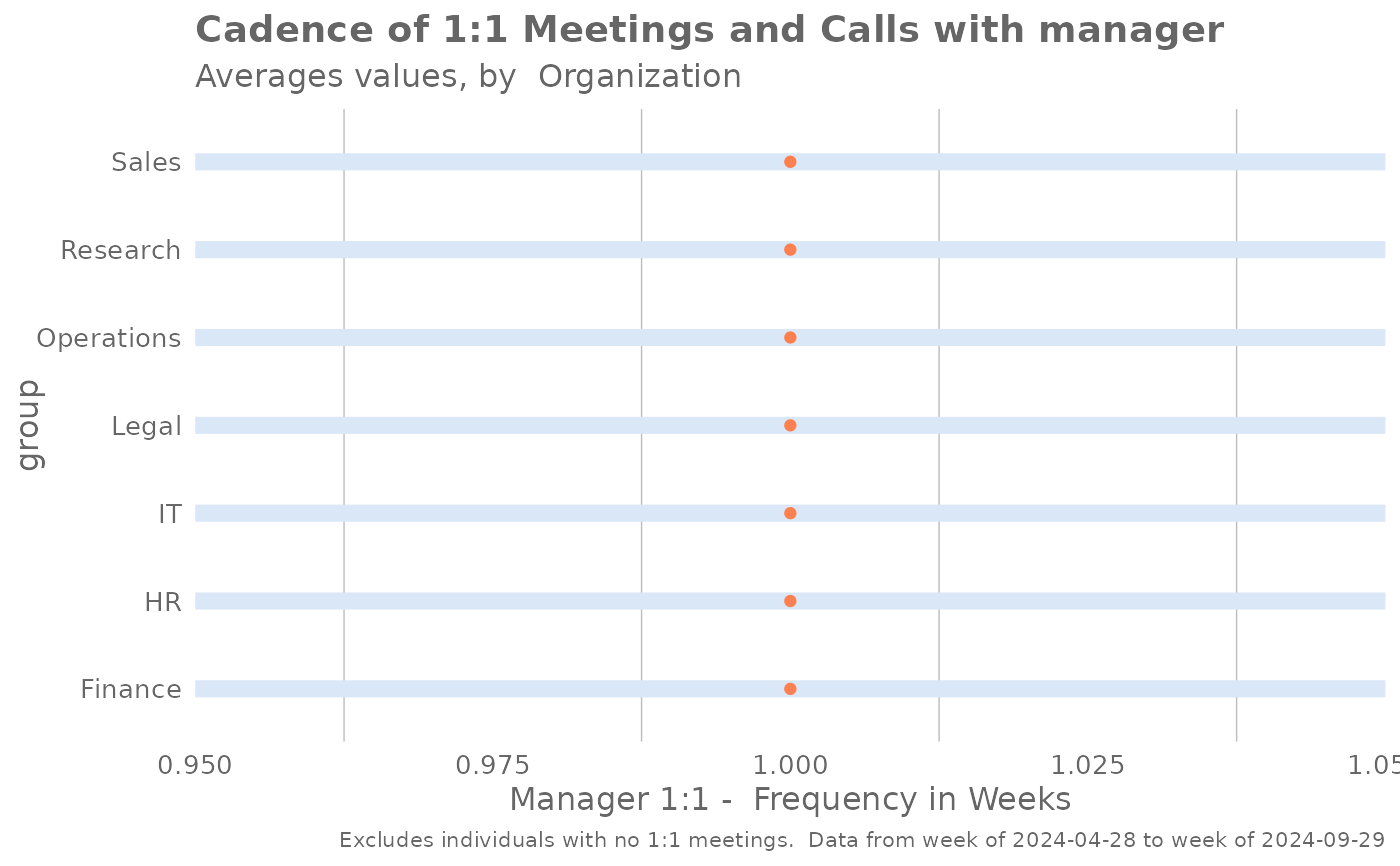 Cadence of 1:1 Meetings and Calls with manager
Averages values, by  Organization
Sales
Research
Operations
Legal
IT
HR
Finance
group
0.950 0.975 1.000 1.025 1.05
Manager 1:1 -  Frequency in Weeks
Excludes individuals with no 1:1 meetings.  Data from week of 2024-04-28 to week of 2024-09-29